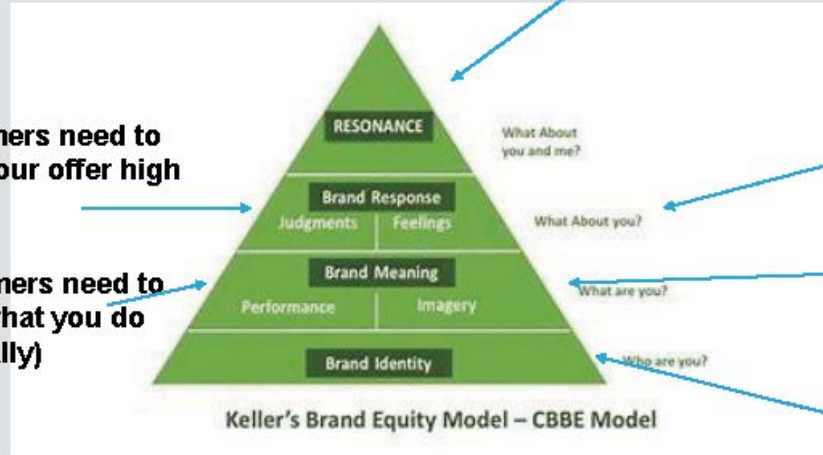 RESONANCE
What About
you and me?
ners need to
our offer high
Brand Response
Judgments
Feelings
What About you?
ners need to
hat you do
lly)
Brand Meaning
Performance
Imagery
What are you?
Brand Identity
Who are you?
Keller's Brand Equity Model – CBBE Model